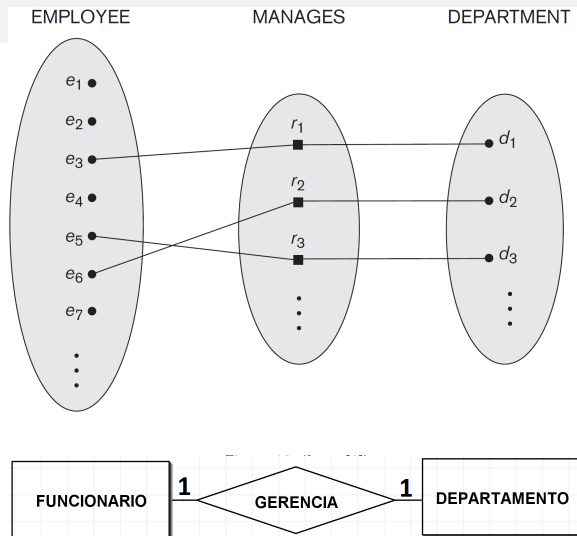 EMPLOYEE MANAGES DEPARTMENT
e1
e2
e3
e4
e5
e6
e7
r1
r2
r3
d1
d2
d3
FUNCIONARIO 1 GERENCIA 1 DEPARTAMENTO